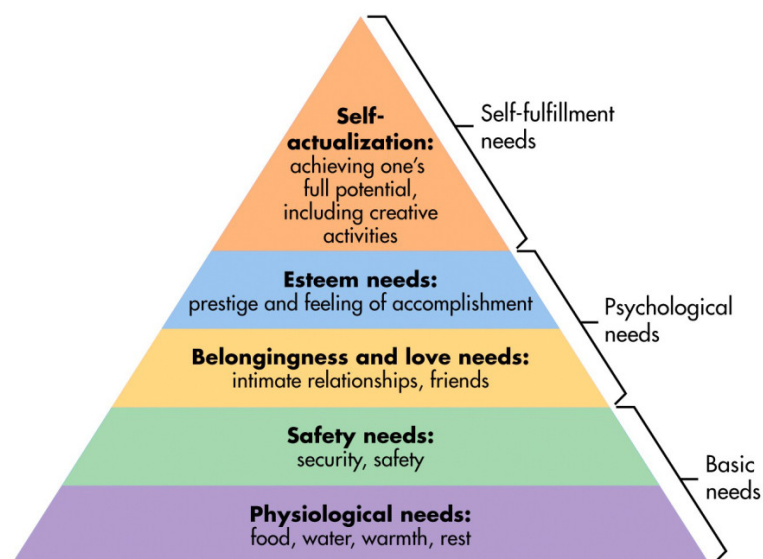 Self-
actualization:
achieving one's
full potential,
including creative
activities
Self-fulfillment
needs
Esteem needs:
prestige and feeling of accomplishment
Psychological
needs
Belongingness and love needs:
intimate relationships, friends
Safety needs:
security, safety
Basic
needs
Physiological needs:
food, water, warmth, rest